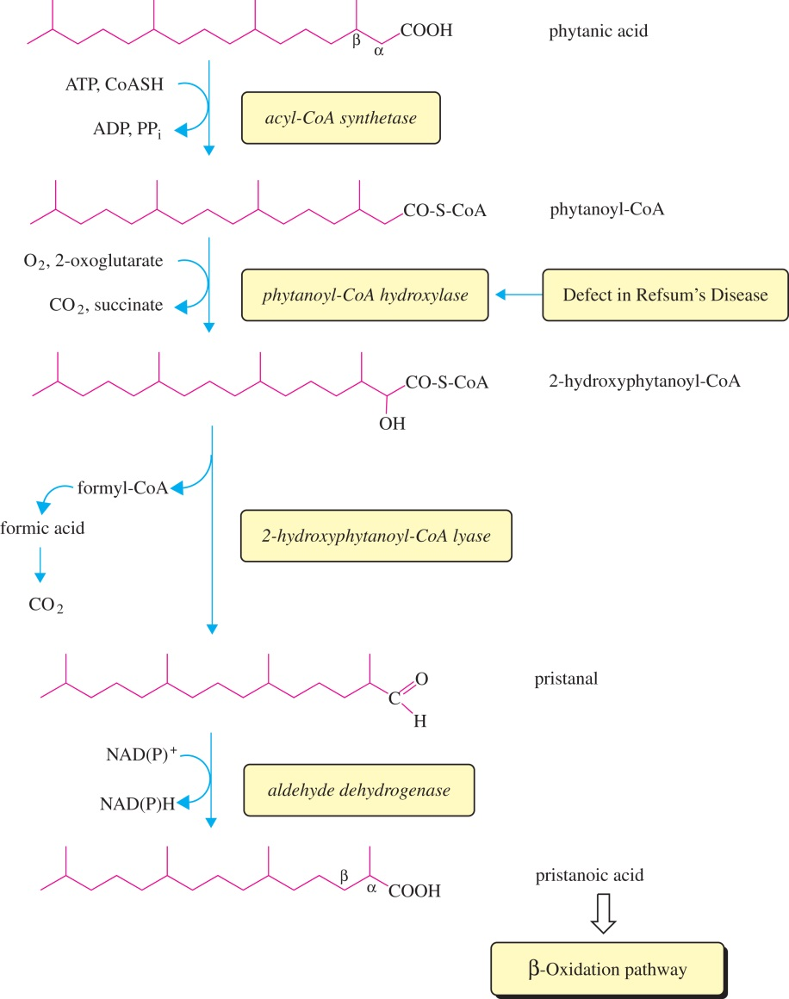 COOH
phytanic acid
β
α
ATP, CoASH
acyl-CoA synthetase
ADP, PPi
CO-S-CoA
phytanoyl-CoA
O2, 2-oxoglutarate
phytanoyl-CoA hydroxylase
Defect in Refsum's Disease
CO2, succinate
CO-S-CoA
2-hydroxyphytanoyl-CoA
OH
formyl-CoA
formic acid
2-hydroxyphytanoyl-CoA lyase
CO2
O
pristanal
C
H
NAD(P)+
aldehyde dehydrogenase
NAD(P)H
β
α
COOH
pristanoic acid
β-Oxidation pathway